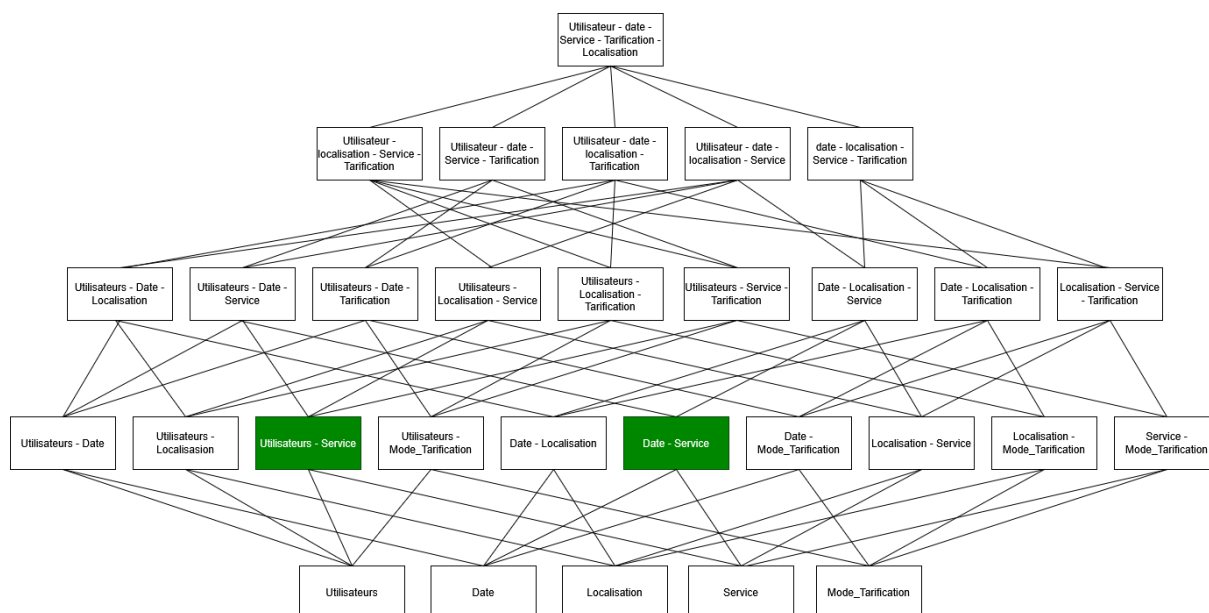 Utilisateur - date -
Service - Tarification -
Localisation
Utilisateur -
localisation - Service -
Tarification
Utilisateur - date -
Service - Tarification
Utilisateur - date -
localisation -
Tarification
Utilisateur - date -
localisation - Service
date - localisation -
Service - Tarification
Utilisateurs - Date -
Localisation
Utilisateurs - Date -
Service
Utilisateurs - Date -
Tarification
Utilisateurs -
Localisation - Service
Utilisateurs -
Localisation -
Tarification
Utilisateurs - Service -
Tarification
Date - Localisation -
Service
Date - Localisation -
Tarification
Localisation - Service
- Tarification
Utilisateurs - Date
Utilisateurs -
Localisasion
Utilisateurs - Service
Utilisateurs -
Mode_Tarification
Date - Localisation
Date - Service
Date -
Mode_Tarification
Localisation - Service
Localisation -
Mode_Tarification
Service -
Mode_Tarification
Utilisateurs
Date
Localisation
Service
Mode_Tarification